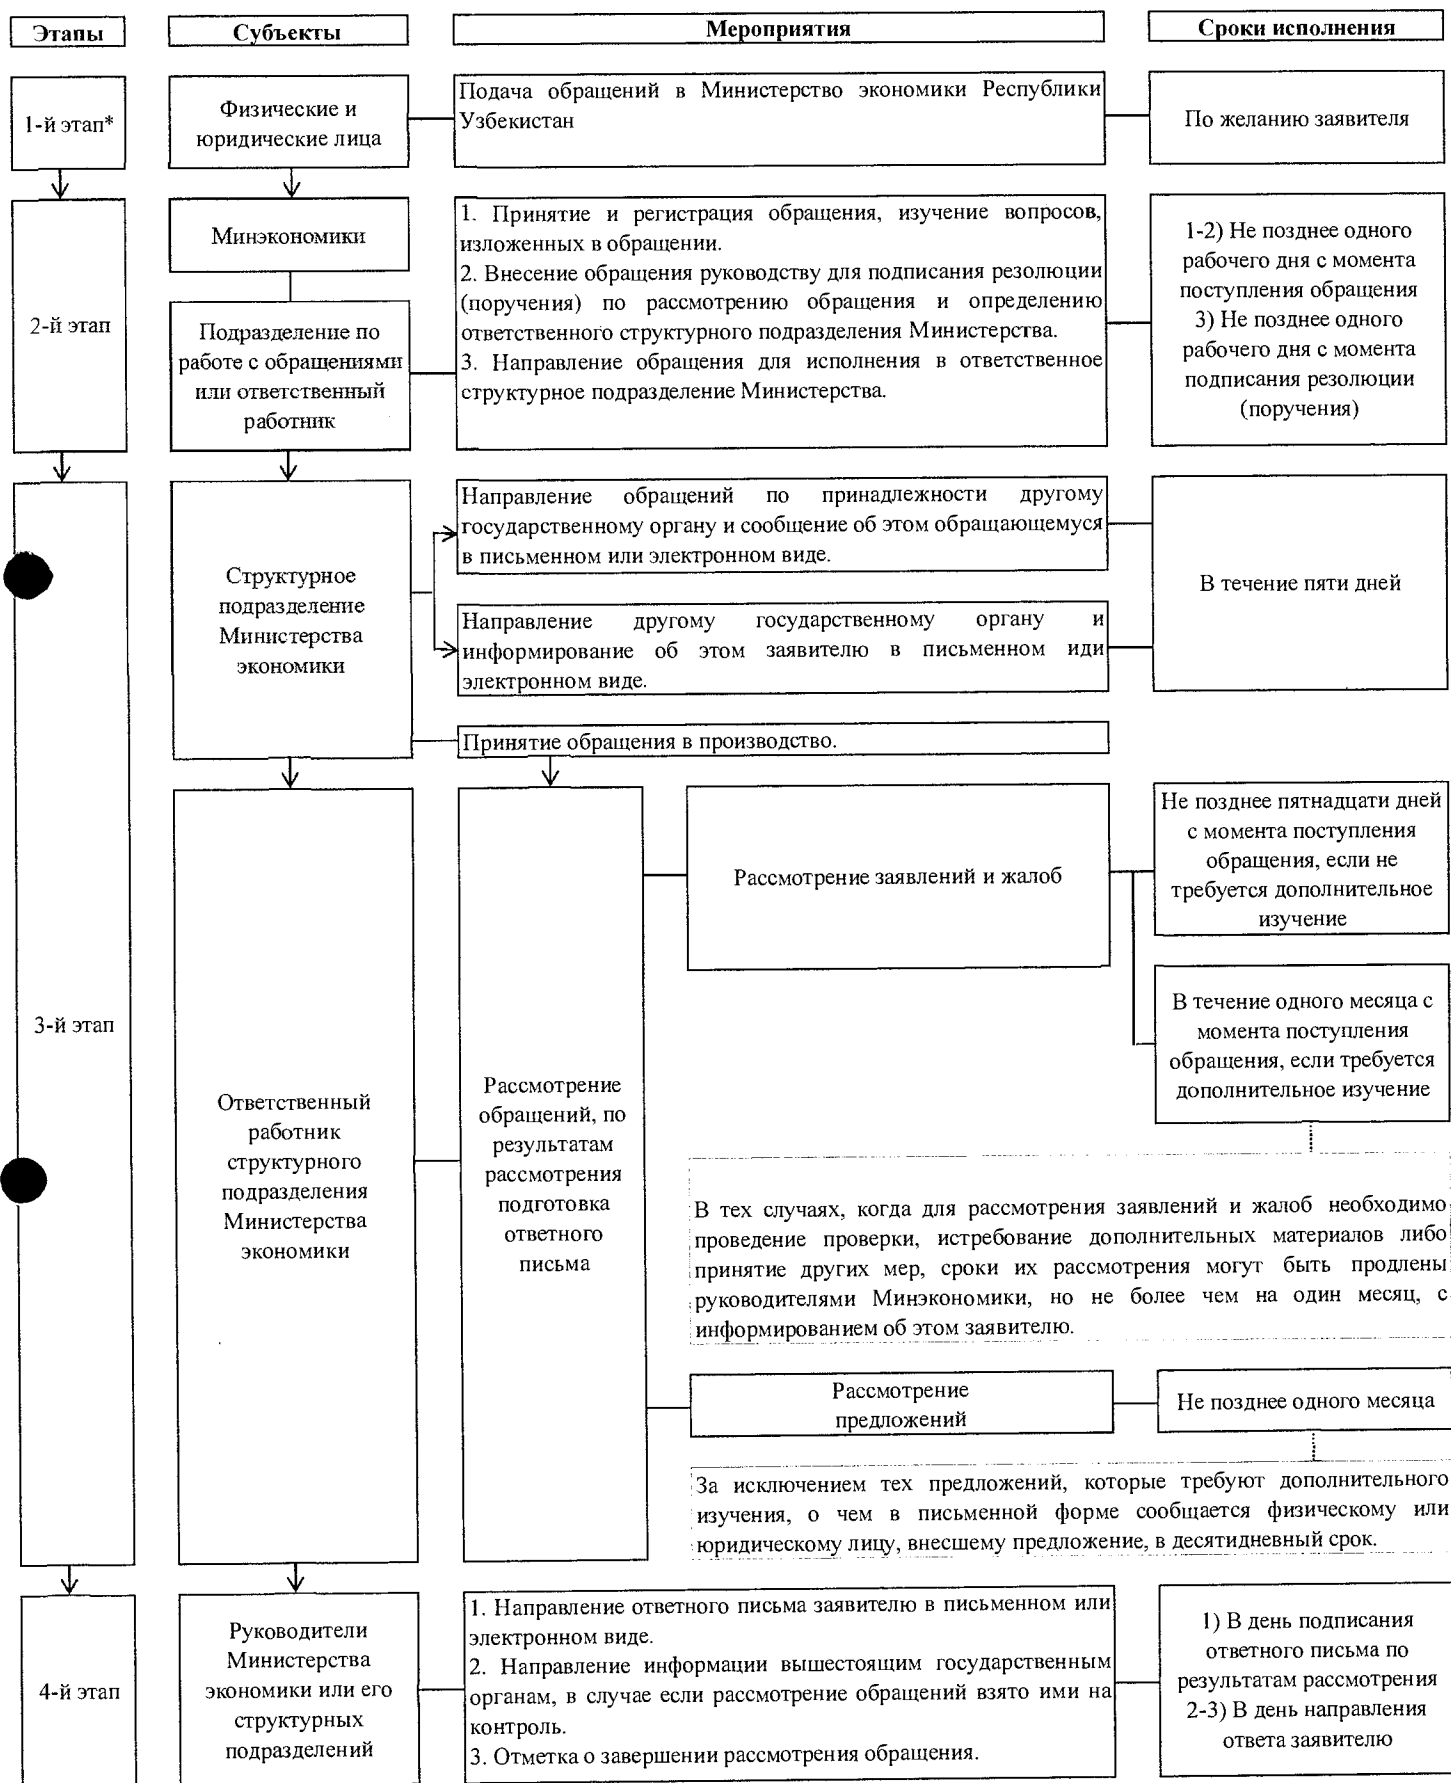 Этапы
Субъекты
Мероприятия
Сроки исполнения
1-й этап*
Физические и
юридические лица
Подача обращений в Министерство экономики Республики
Узбекистан
По желанию заявителя
2-й этап
Минэкономики
Подразделение по
работе с обращениями
или ответственный
работник
1. Принятие и регистрация обращения, изучение вопросов,
изложенных в обращении.
2. Внесение обращения руководству для подписания резолюции
(поручения) по рассмотрению обращения и определению
ответственного структурного подразделения Министерства.
3. Направление обращения для исполнения в ответственное
структурное подразделение Министерства.
1-2) Не позднее одного
рабочего дня с момента
поступления обращения
3) Не позднее одного
рабочего дня с момента
подписания резолюции
(поручения)
3-й этап
Структурное
подразделение
Министерства
экономики
Направление обращений по принадлежности другому
государственному органу и сообщение об этом обращающемуся
в письменном или электронном виде.
Направление другому государственному органу и
информирование об этом заявителю в письменном иди
электронном виде.
В течение пяти дней
Принятие обращения в производство.
Ответственный
работник
структурного
подразделения
Министерства
экономики
Рассмотрение
обращений, по
результатам
рассмотрения
подготовка
ответного
письма
Рассмотрение заявлений и жалоб
Не позднее пятнадцати дней
с момента поступления
обращения, если не
требуется дополнительное
изучение
В течение одного месяца с
момента поступления
обращения, если требуется
дополнительное изучение
В тех случаях, когда для рассмотрения заявлений и жалоб необходимо
проведение проверки, истребование дополнительных материалов либо
принятие других мер, сроки их рассмотрения могут быть продлены
руководителями Минэкономики, но не более чем на один месяц, с
информированием об этом заявителю.
Рассмотрение
предложений
Не позднее одного месяца
За исключением тех предложений, которые требуют дополнительного
изучения, о чем в письменной форме сообщается физическому или
юридическому лицу, внесшему предложение, в десятидневный срок.
4-й этап
Руководители
Министерства
экономики или его
структурных
подразделений
1. Направление ответного письма заявителю в письменном или
электронном виде.
2. Направление информации вышестоящим государственным
органам, в случае если рассмотрение обращений взято ими на
контроль.
3. Отметка о завершении рассмотрения обращения.
1) В день подписания
ответного письма по
результатам рассмотрения
2-3) В день направления
ответа заявителю